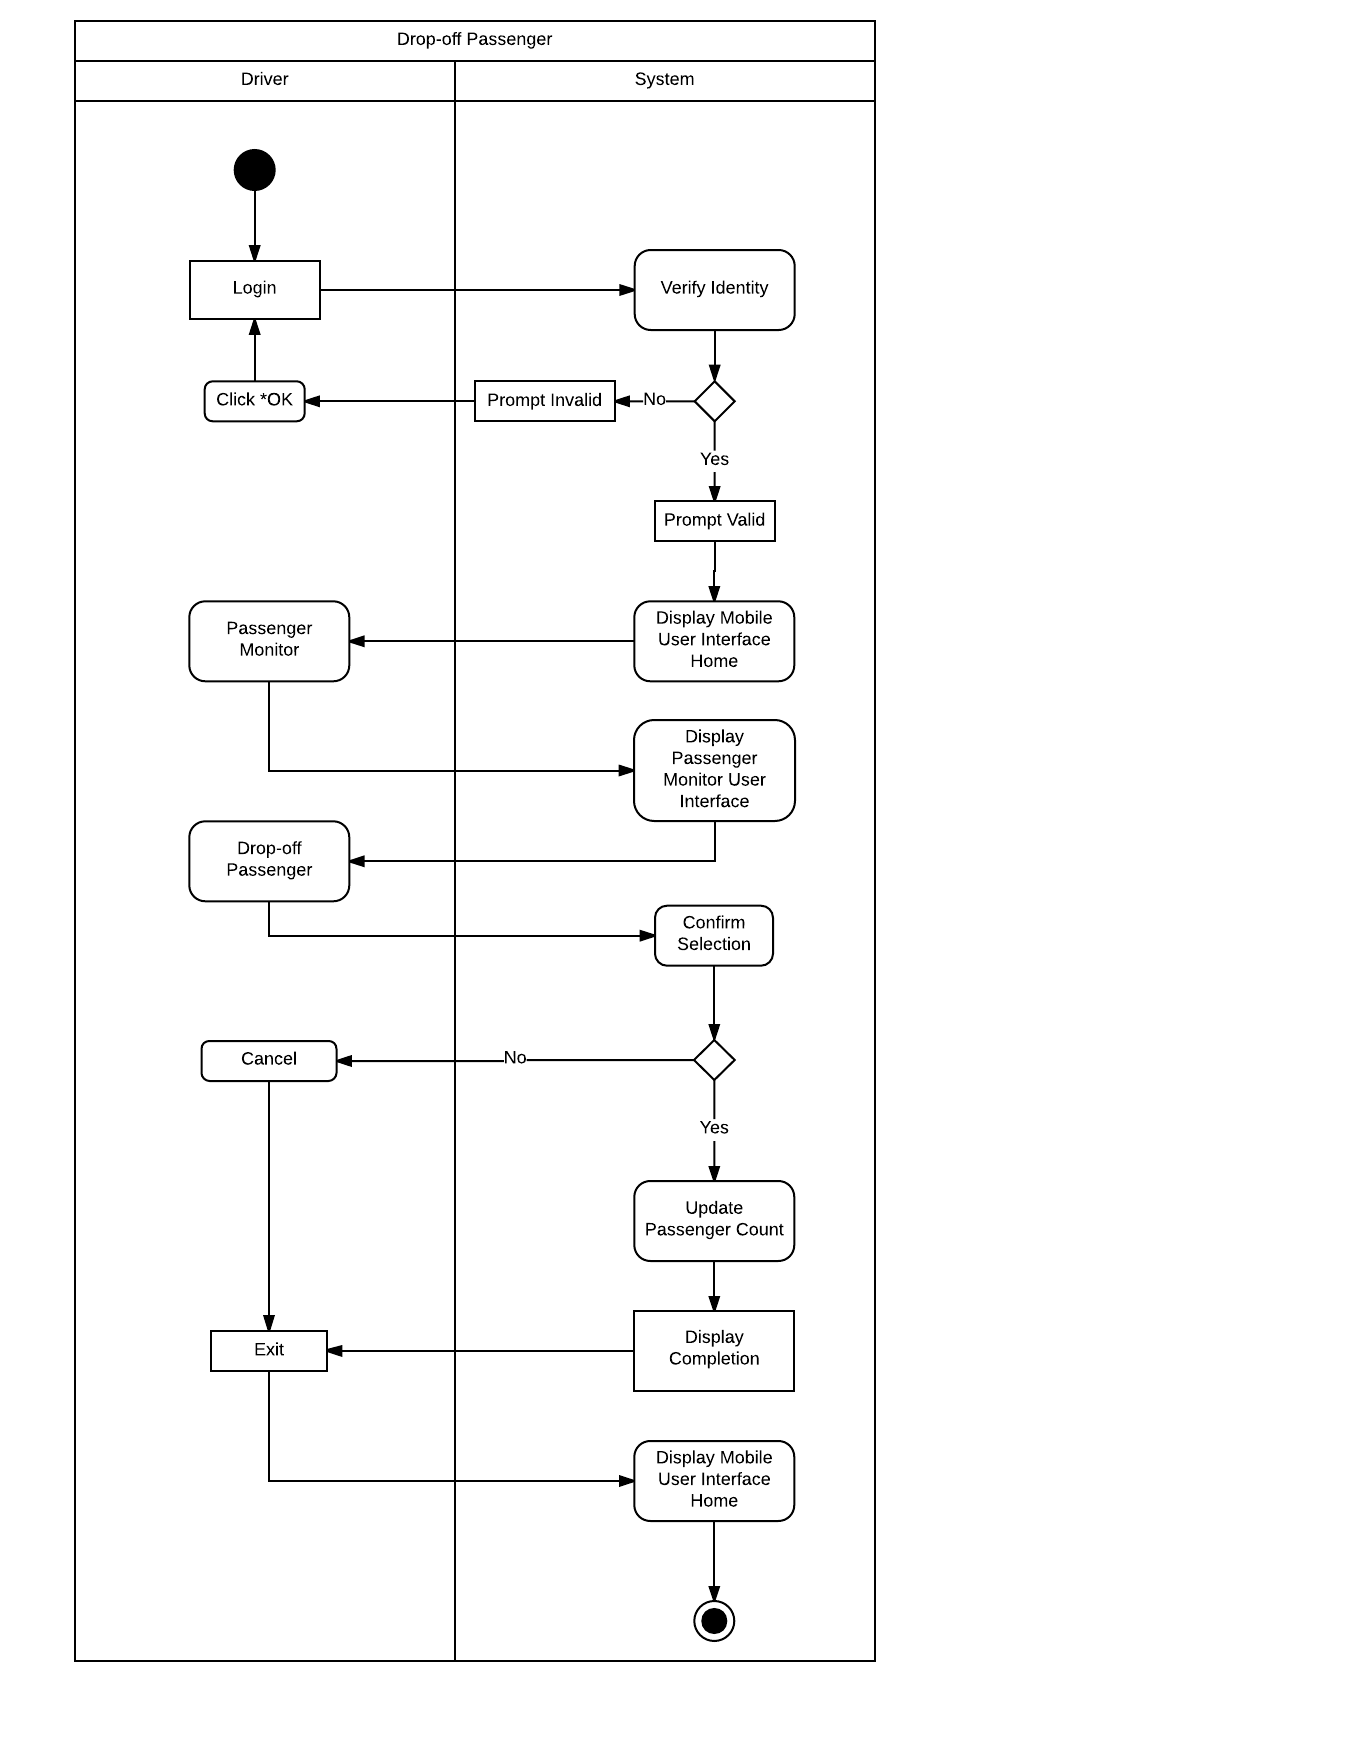 Drop-off Passenger
Driver
System
Login
Verify Identity
Click *OK
Prompt Invalid
No
Yes
Prompt Valid
Passenger
Monitor
Display Mobile
User Interface
Home
Display
Passenger
Monitor User
Interface
Drop-off
Passenger
Confirm
Selection
Cancel
No
Yes
Update
Passenger Count
Exit
Display
Completion
Display Mobile
User Interface
Home